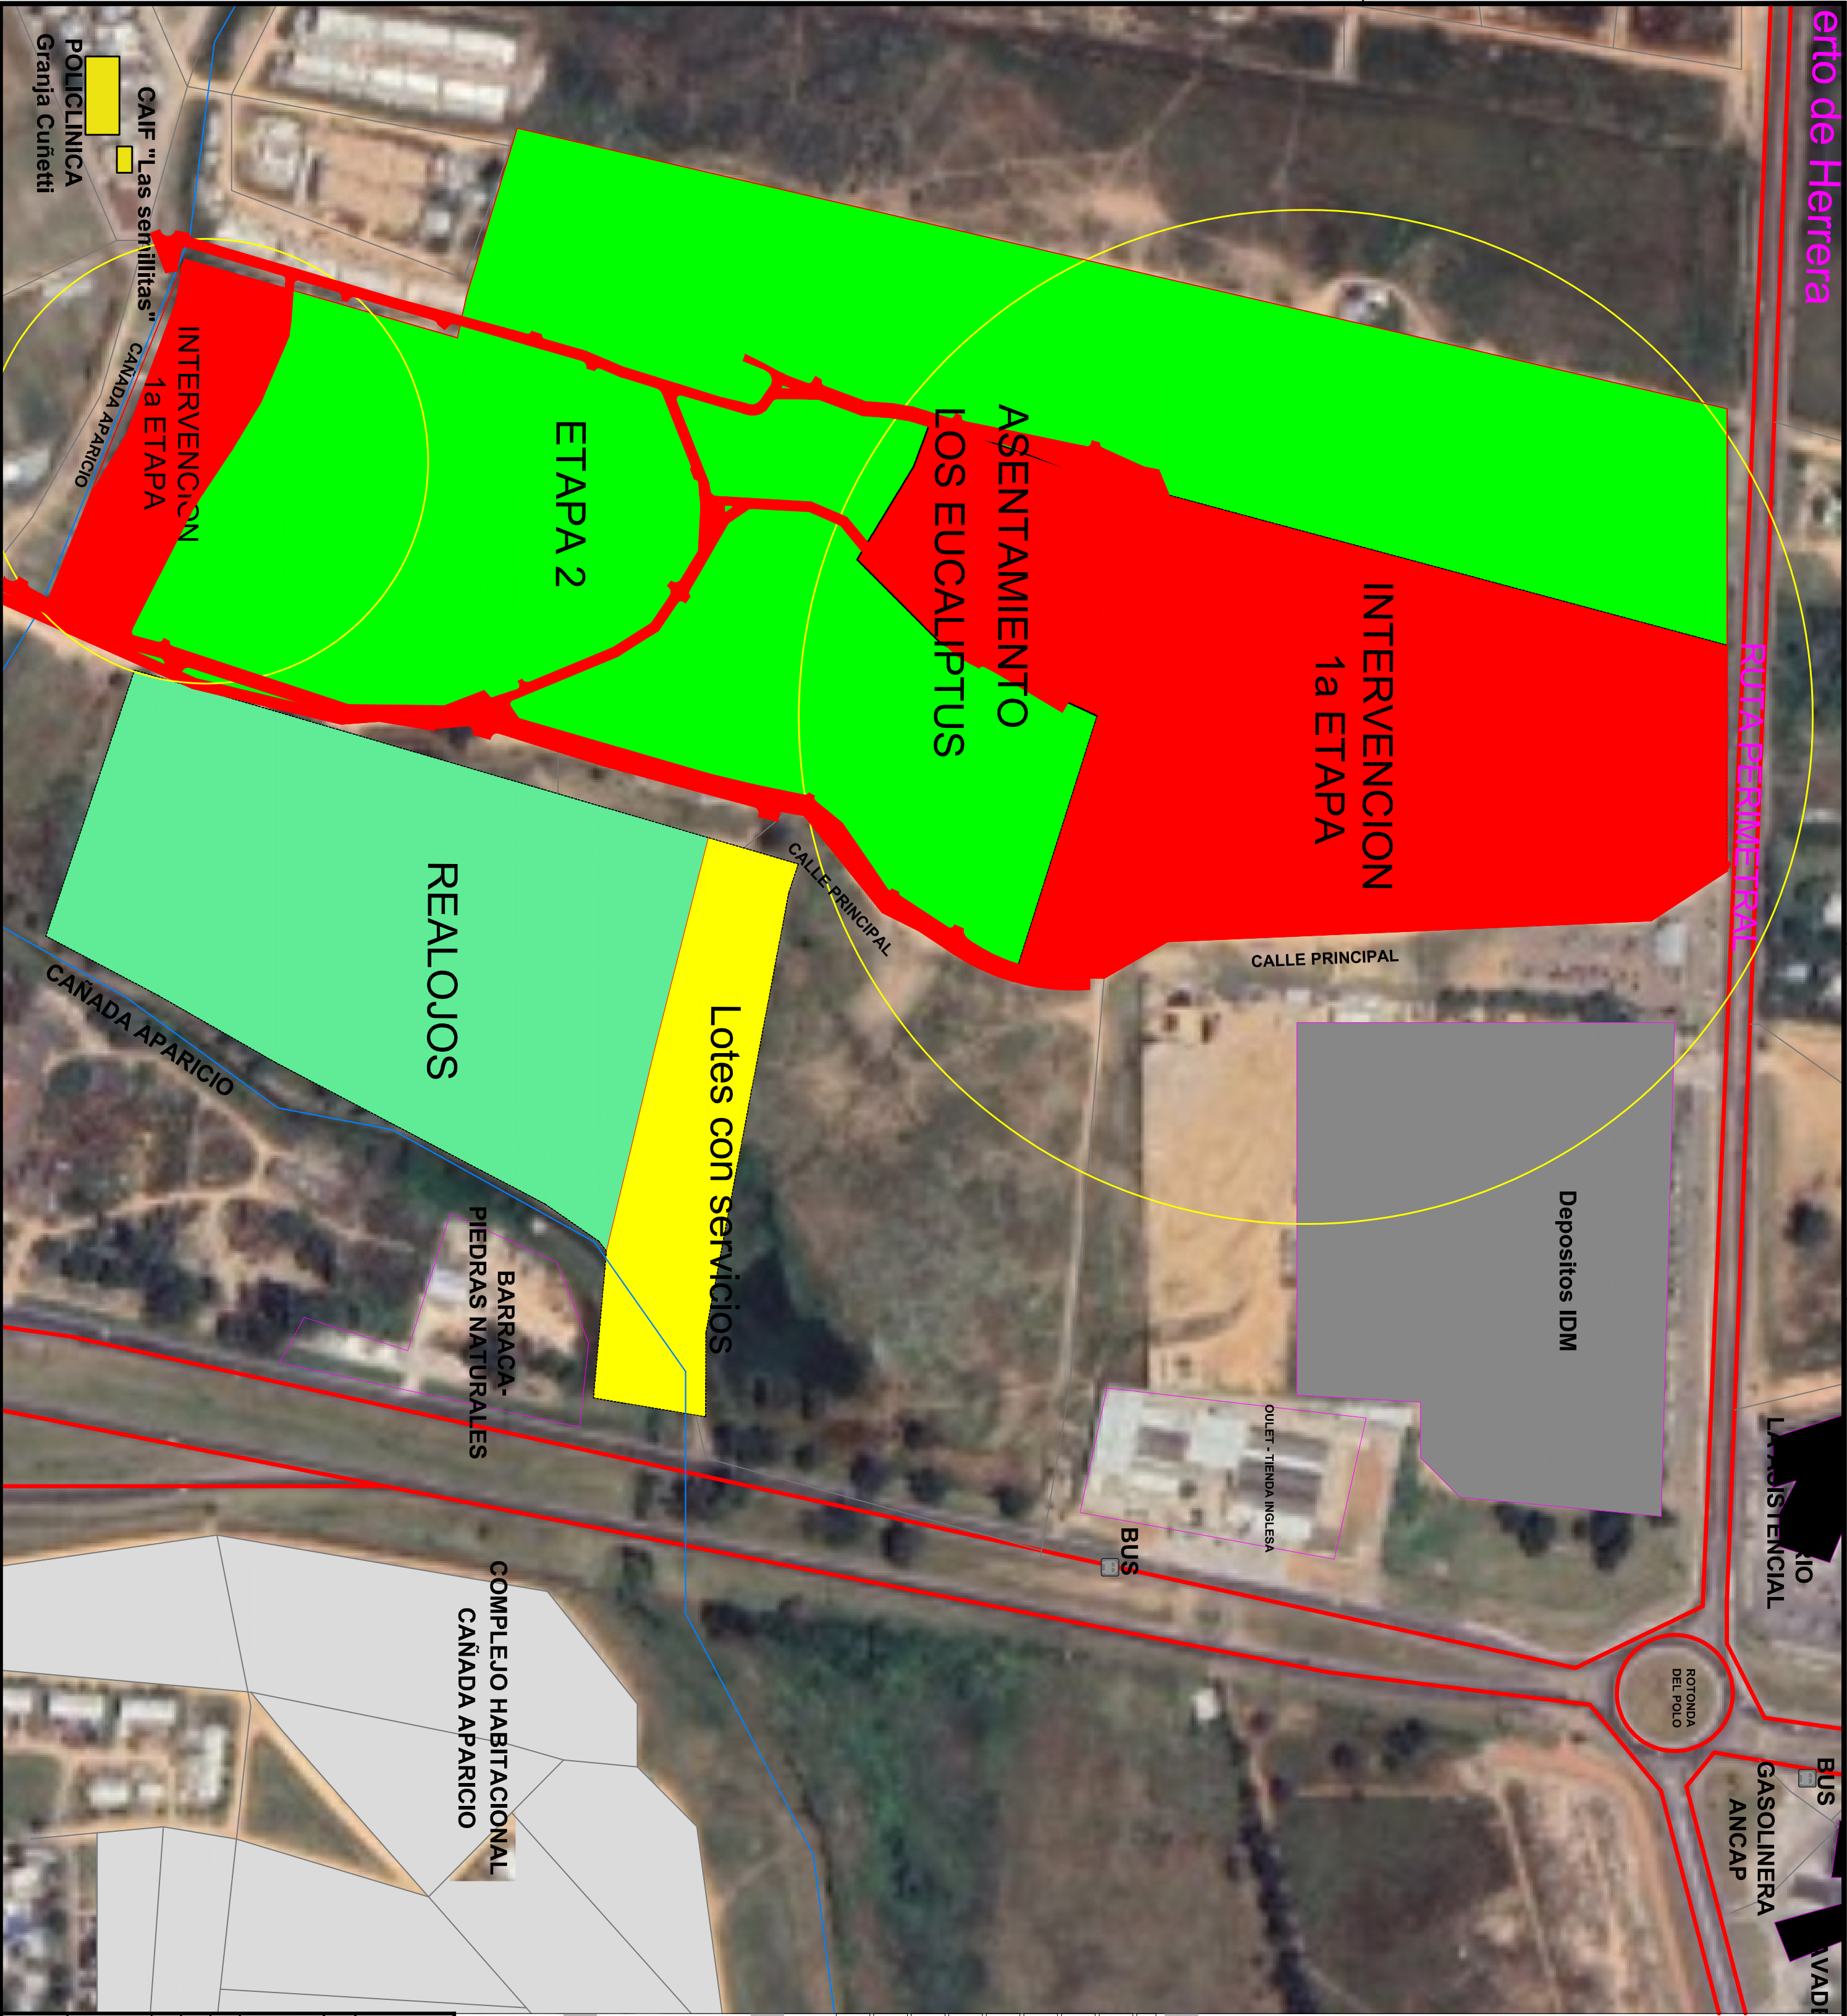 erto de Herrera
RUTA PERIMETRAL
INTERVENCION
1a ETAPA
ASENTAMIENTO
LOS EUCALIPTUS
ETAPA 2
INTERVENCION
1a ETAPA
CAÑADA APARICIO
CAIF "Las semillitas"
POLICLINICA
Granja Cuñetti
CALLE PRINCIPAL
CALLE PRINCIPAL
REALOJOS
Lotes con servicios
CAÑADA APARICIO
Depositos IDM
OULET - TIENDA INGLESA
BARRACA-
PIEDRAS NATURALES
BUS
COMPLEJO HABITACIONAL
CAÑADA APARICIO
ROTONDA
DEL POLO
BUS
GASOLINERA
ANCAP